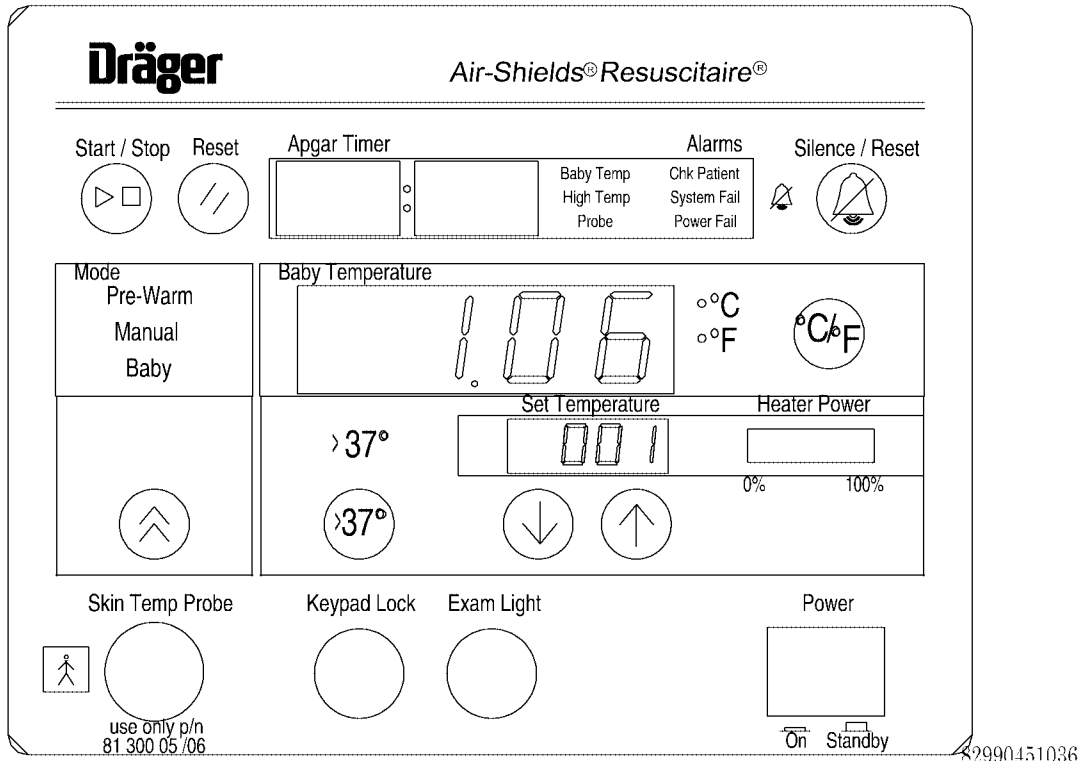 Dräger
Air-Shields® Resuscitaire®
Start / Stop
Reset
Apgar Timer
Alarms
Silence / Reset
:
Baby Temp
Chk Patient
High Temp
System Fail
Probe
Power Fail
Mode
Pre-Warm
Manual
Baby
Baby Temperature
1.06
°C
°F
°C/°F
Set Temperature
Heater Power
>37°
001
0%
100%
>37°
Skin Temp Probe
Keypad Lock
Exam Light
Power
use only p/n
81 300 05 /06
On
Standby
82990451036